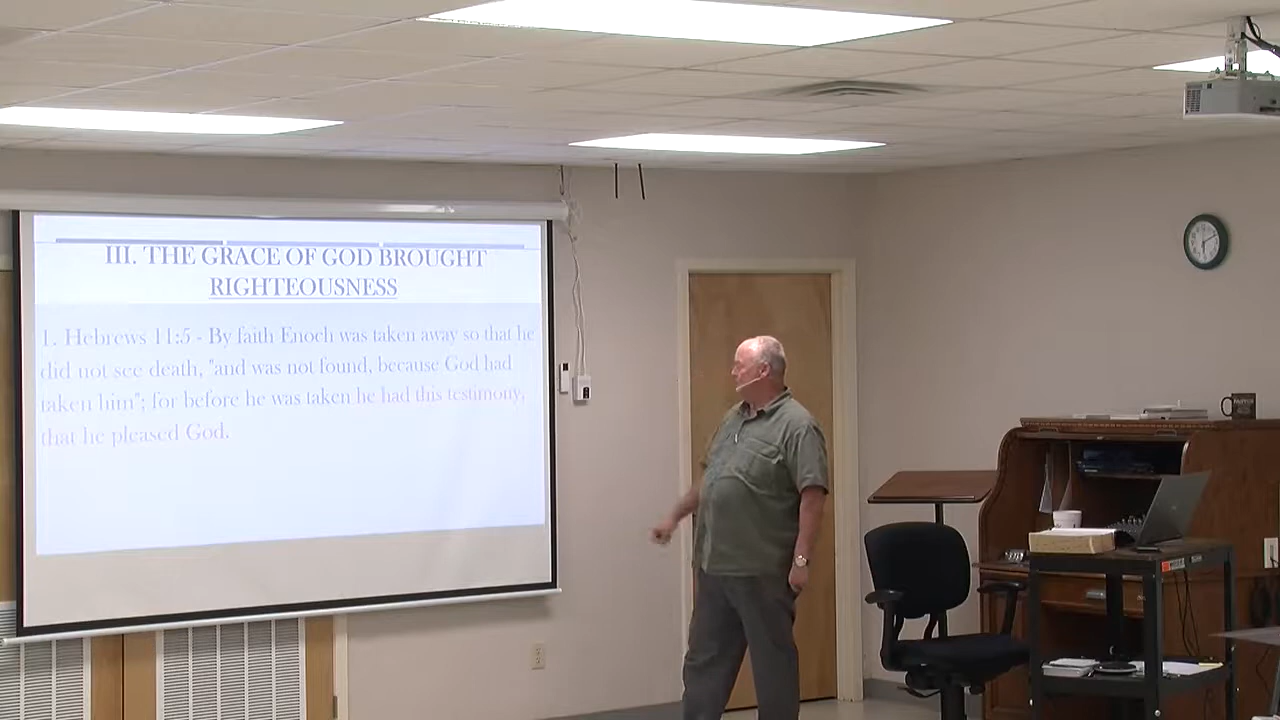 III. THE GRACE OF GOD BROUGHT
RIGHTEOUSNESS
1. Hebrews 11:5 - By faith Enoch was taken away so that he
did not see death, "and was not found, because God had
taken him"; for before he was taken he had this testimony,
that he pleased God.